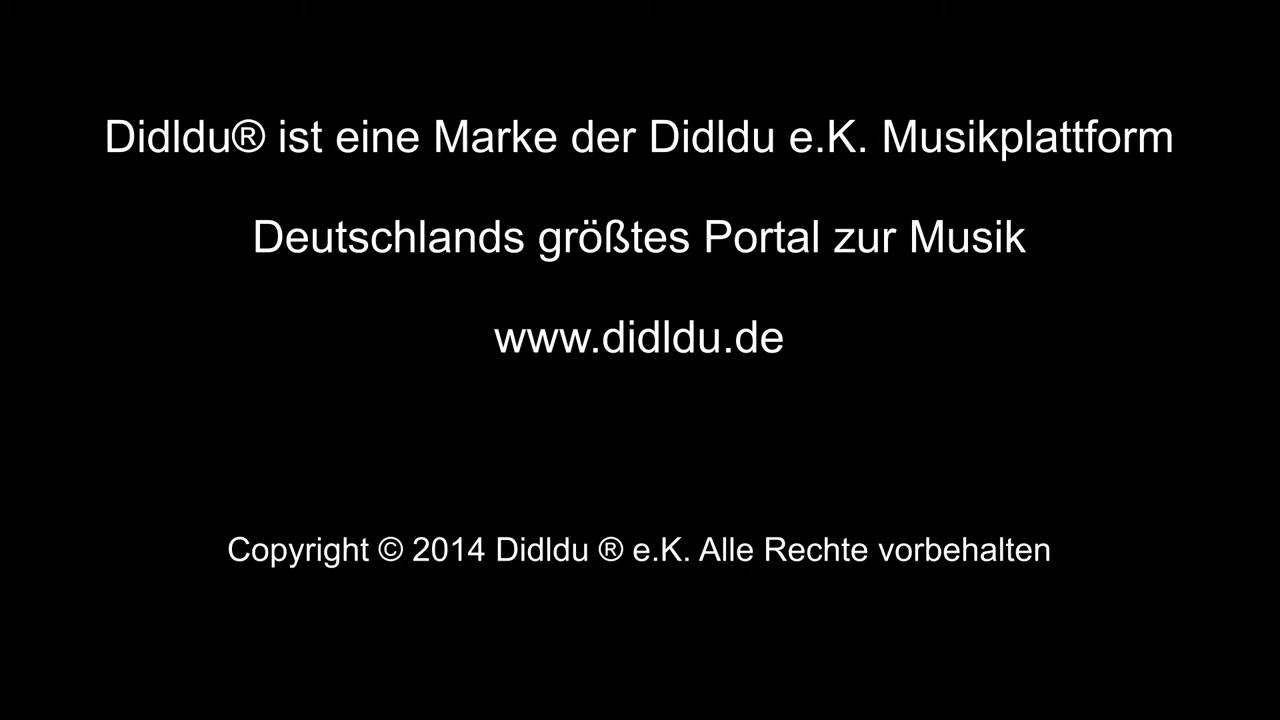 Didldu® ist eine Marke der Didldu e.K. Musikplattform
Deutschlands größtes Portal zur Musik
www.didldu.de
Copyright © 2014 Didldu ® e.K. Alle Rechte vorbehalten